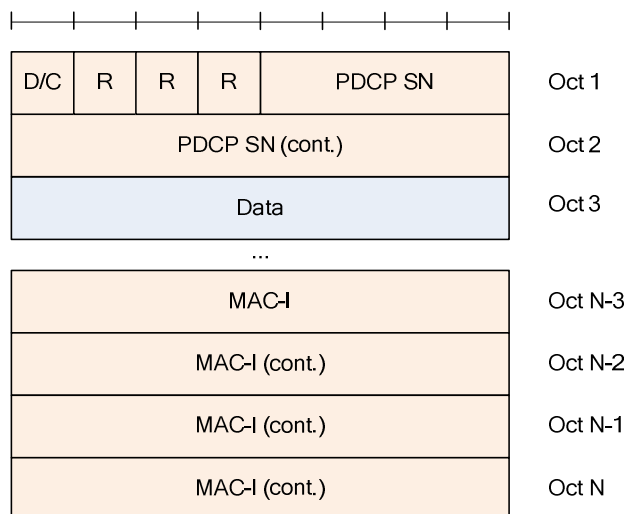 D/C R R R PDCP SN Oct 1
PDCP SN (cont.) Oct 2
Data Oct 3
...
MAC-I Oct N-3
MAC-I (cont.) Oct N-2
MAC-I (cont.) Oct N-1
MAC-I (cont.) Oct N